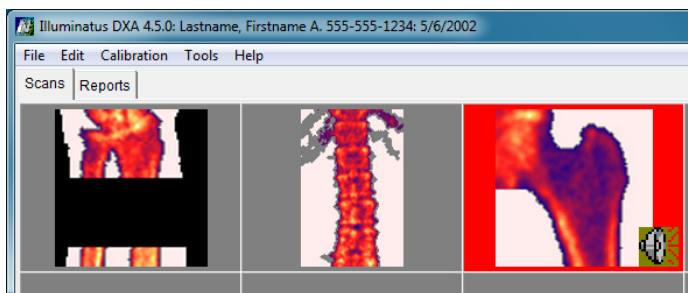 Illuminatus DXA 4.5.0: Lastname, Firstname A. 555-555-1234: 5/6/2002
File Edit Calibration Tools Help
Scans Reports